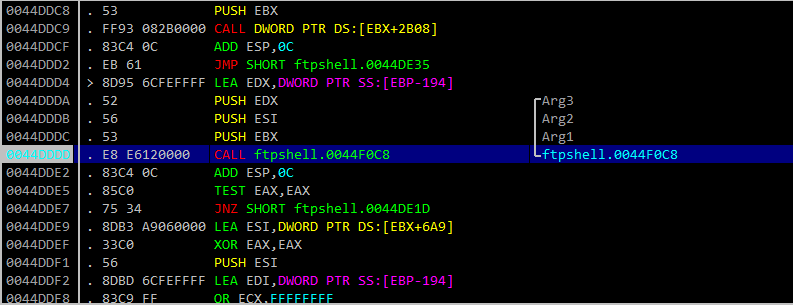 0044DDC8 . 53 PUSH EBX
0044DDC9 . FF93 082B0000 CALL DWORD PTR DS:[EBX+2B08]
0044DDCF . 83C4 0C ADD ESP,0C
0044DDD2 . EB 61 JMP SHORT ftpshell.0044DE35
0044DDD4 > 8D95 6CFEFFFF LEA EDX,DWORD PTR SS:[EBP-194]
0044DDDA . 52 PUSH EDX Arg3
0044DDDB . 56 PUSH ESI Arg2
0044DDDC . 53 PUSH EBX Arg1
0044DDDD . E8 E6120000 CALL ftpshell.0044F0C8 ftpshell.0044F0C8
0044DDE2 . 83C4 0C ADD ESP,0C
0044DDE5 . 85C0 TEST EAX,EAX
0044DDE7 . 75 34 JNZ SHORT ftpshell.0044DE1D
0044DDE9 . 8DB3 A9060000 LEA ESI,DWORD PTR DS:[EBX+6A9]
0044DDEF . 33C0 XOR EAX,EAX
0044DDF1 . 56 PUSH ESI
0044DDF2 . 8DBD 6CFEFFFF LEA EDI,DWORD PTR SS:[EBP-194]
0044DDF8 . 83C9 FF OR ECX,FFFFFFFF